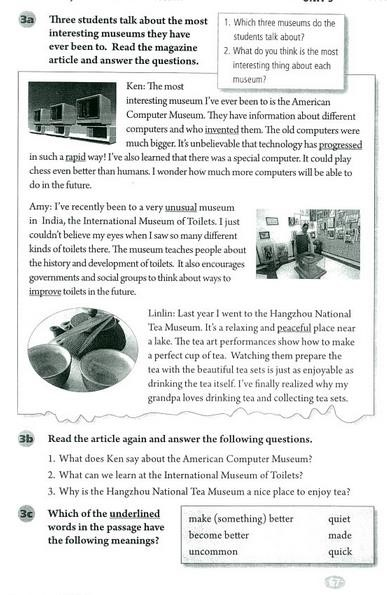 3a Three students talk about the most
interesting museums they have
ever been to. Read the magazine
article and answer the questions.
1. Which three museums do the
students talk about?
2. What do you think is the most
interesting thing about each
museum?
Ken: The most
interesting museum I've ever been to is the American
Computer Museum. They have information about different
computers and who invented them. The old computers were
much bigger. It's unbelievable that technology has progressed
in such a rapid way! I've also learned that there was a special computer. It could play
chess even better than humans. I wonder how much more computers will be able to
do in the future.
Amy: I've recently been to a very unusual museum
in India, the International Museum of Toilets. I just
couldn't believe my eyes when I saw so many different
kinds of toilets there. The museum teaches people about
the history and development of toilets. It also encourages
governments and social groups to think about ways to
improve toilets in the future.
Linlin: Last year I went to the Hangzhou National
Tea Museum. It's a relaxing and peaceful place near
a lake. The tea art performances show how to make
a perfect cup of tea. Watching them prepare the
tea with the beautiful tea sets is just as enjoyable as
drinking the tea itself. I've finally realized why my
grandpa loves drinking tea and collecting tea sets.
3b Read the article again and answer the following questions.
1. What does Ken say about the American Computer Museum?
2. What can we learn at the International Museum of Toilets?
3. Why is the Hangzhou National Tea Museum a nice place to enjoy tea?
3c Which of the underlined
words in the passage have
the following meanings?
make (something) better quiet
become better made
uncommon quick
67